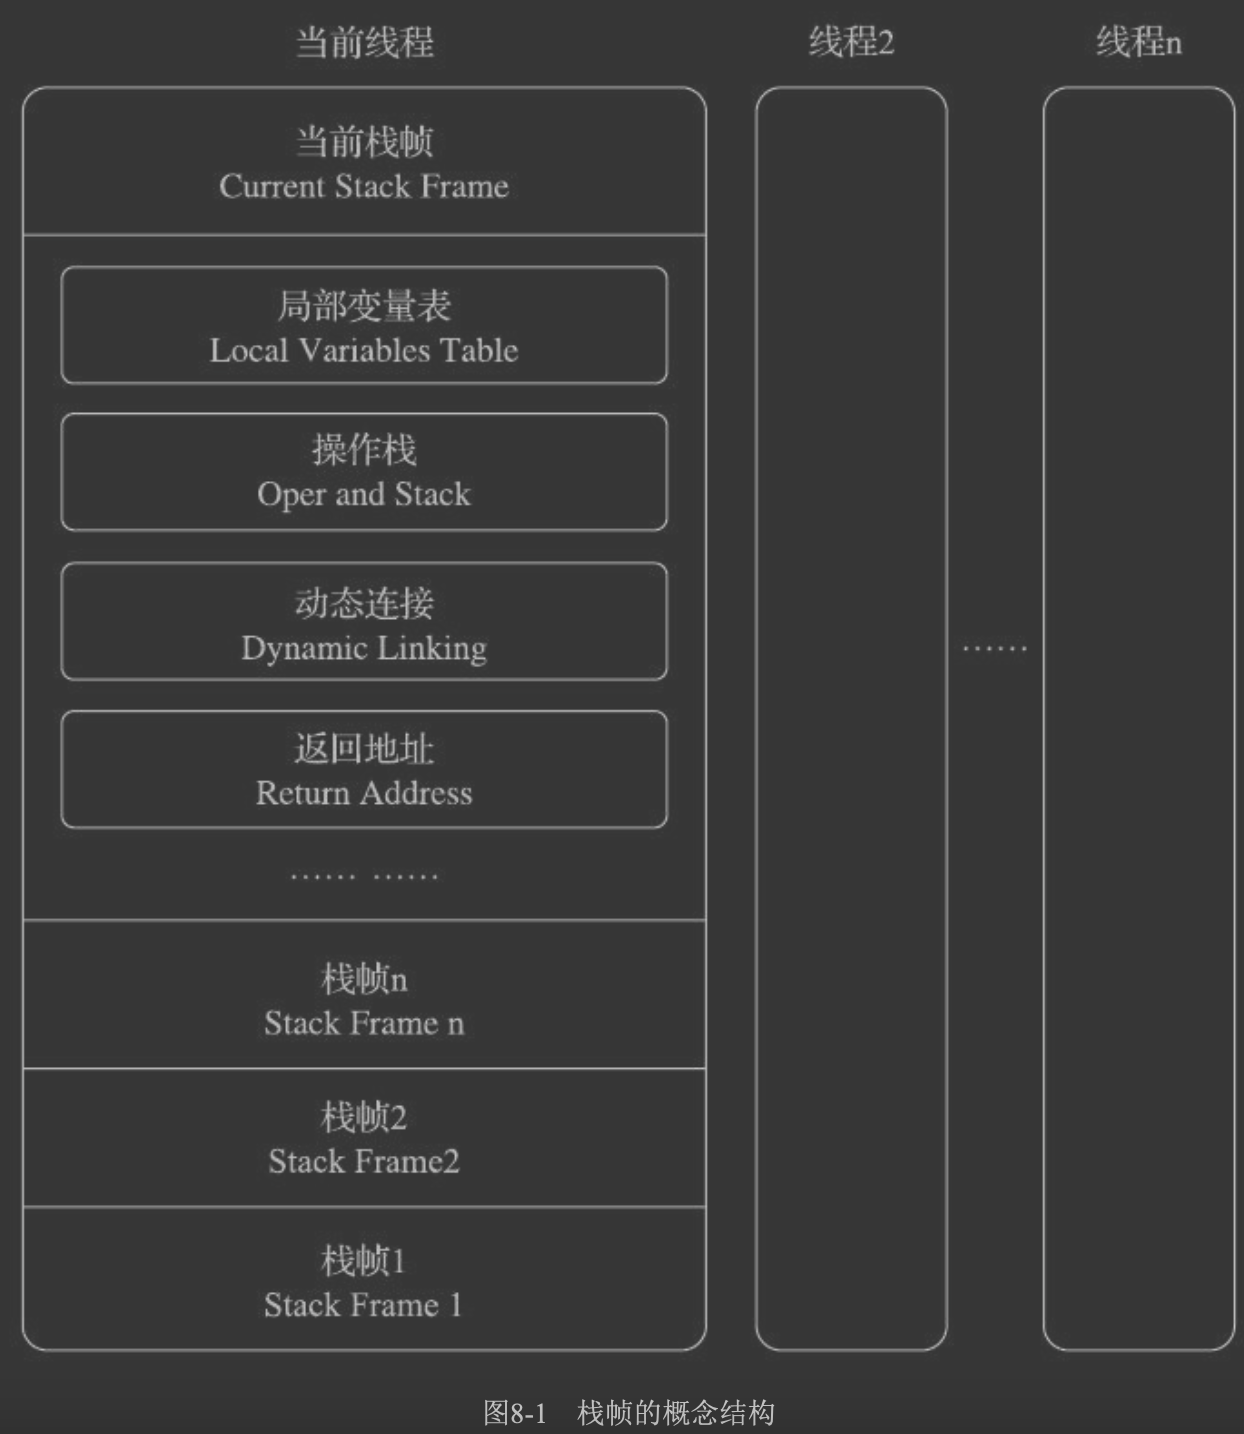 当前线程
线程2
线程n
当前栈帧
Current Stack Frame
局部变量表
Local Variables Table
操作栈
Oper and Stack
动态连接
Dynamic Linking
返回地址
Return Address
…… ……
……
栈帧n
Stack Frame n
栈帧2
Stack Frame2
栈帧1
Stack Frame 1
图8-1 栈帧的概念结构